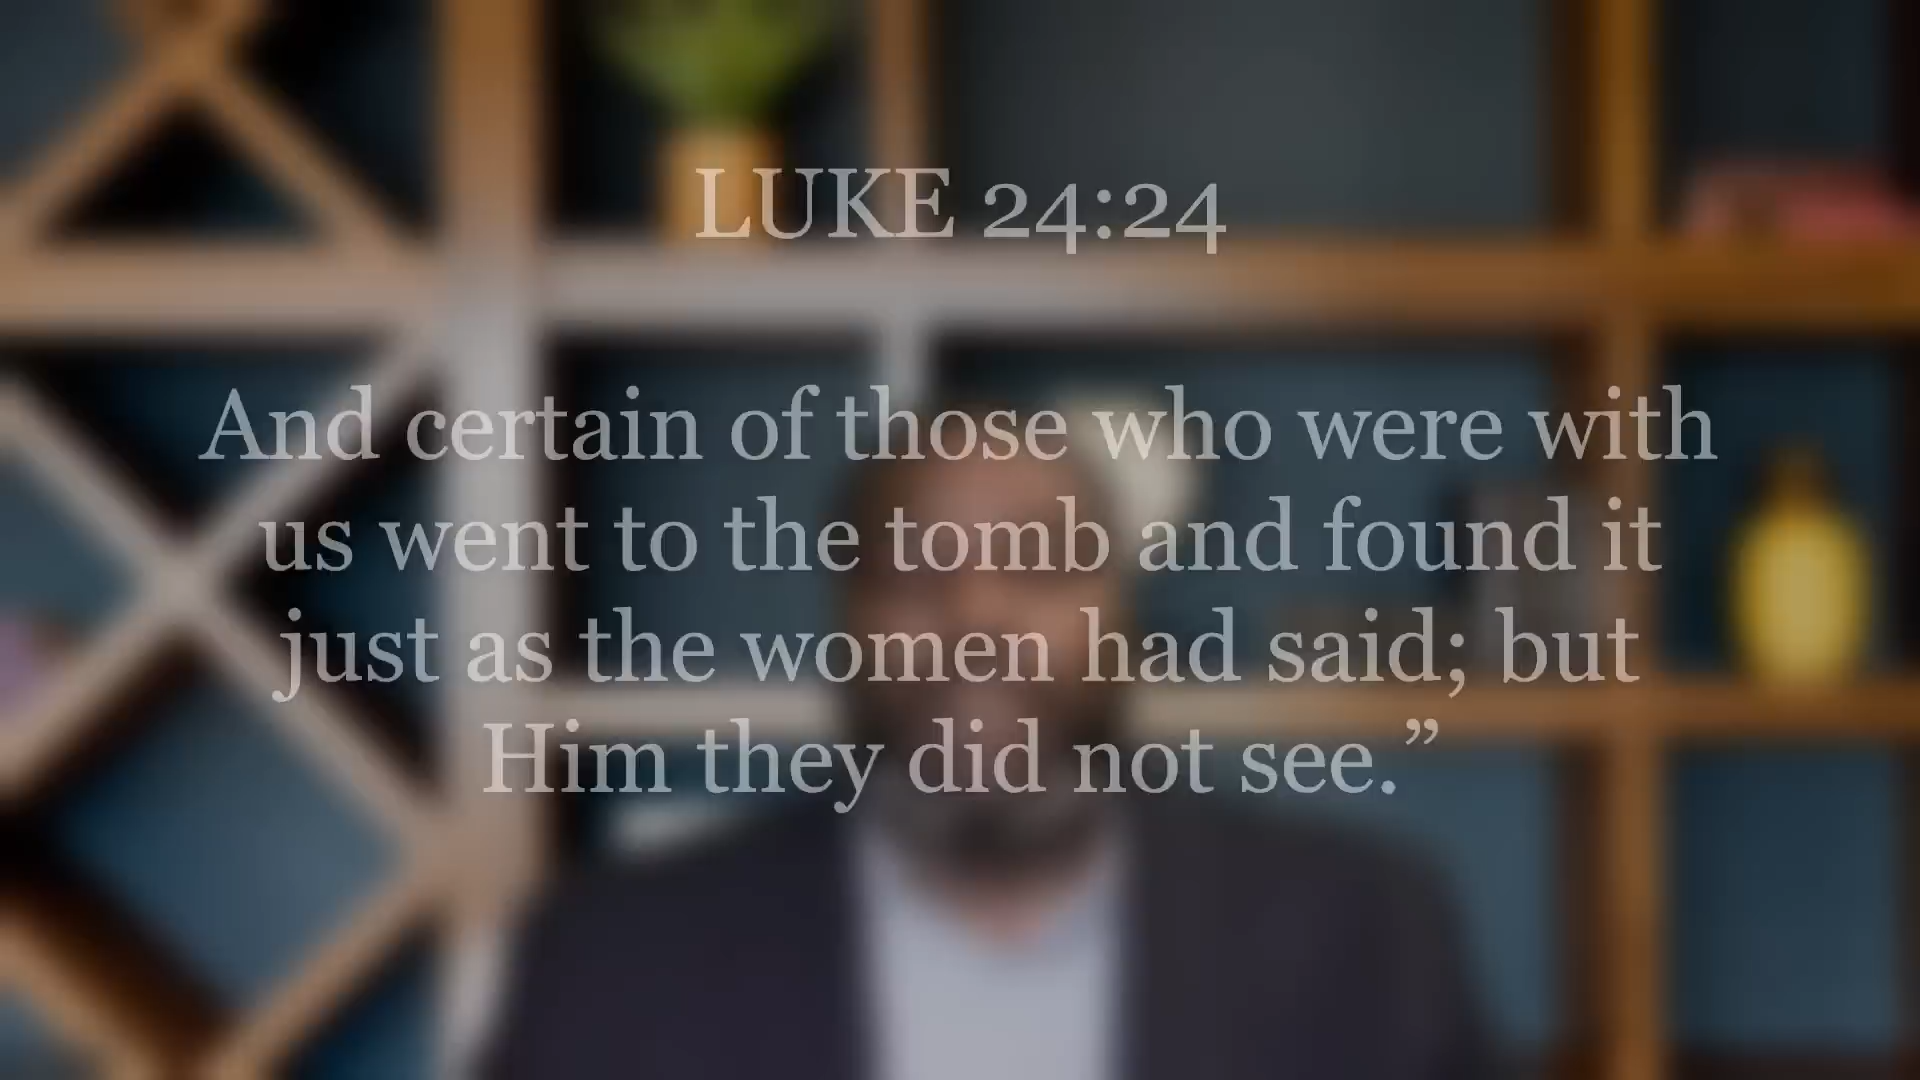 LUKE 24:24
And certain of those who were with
us went to the tomb and found it
just as the women had said; but
Him they did not see.”